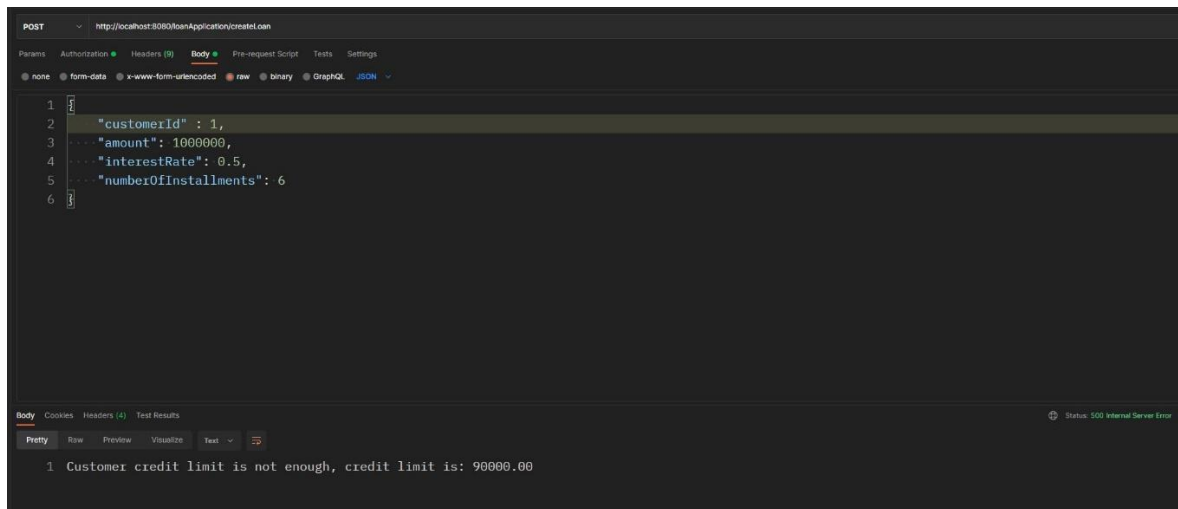 POST http://localhost:8080/loanApplication/createLoan
Params Authorization Headers (9) Body Pre-request Script Tests Settings
none form-data x-www-form-urlencoded raw binary GraphQL JSON
1 {
2 "customerId" : 1,
3 "amount": 1000000,
4 "interestRate": 0.5,
5 "numberOfInstallments": 6
6 }
Body Cookies Headers (4) Test Results Status: 500 Internal Server Error
Pretty Raw Preview Visualize Text
1 Customer credit limit is not enough, credit limit is: 90000.00